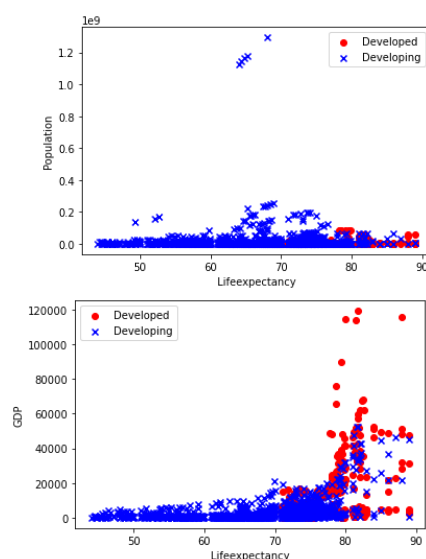 1e9
Developed
Developing
1.2
1.0
0.8
0.6
0.4
0.2
0.0
Population
50 60 70 80 90
Lifeexpectancy
Developed
Developing
120000
100000
80000
60000
40000
20000
0
GDP
50 60 70 80 90
Lifeexpectancy